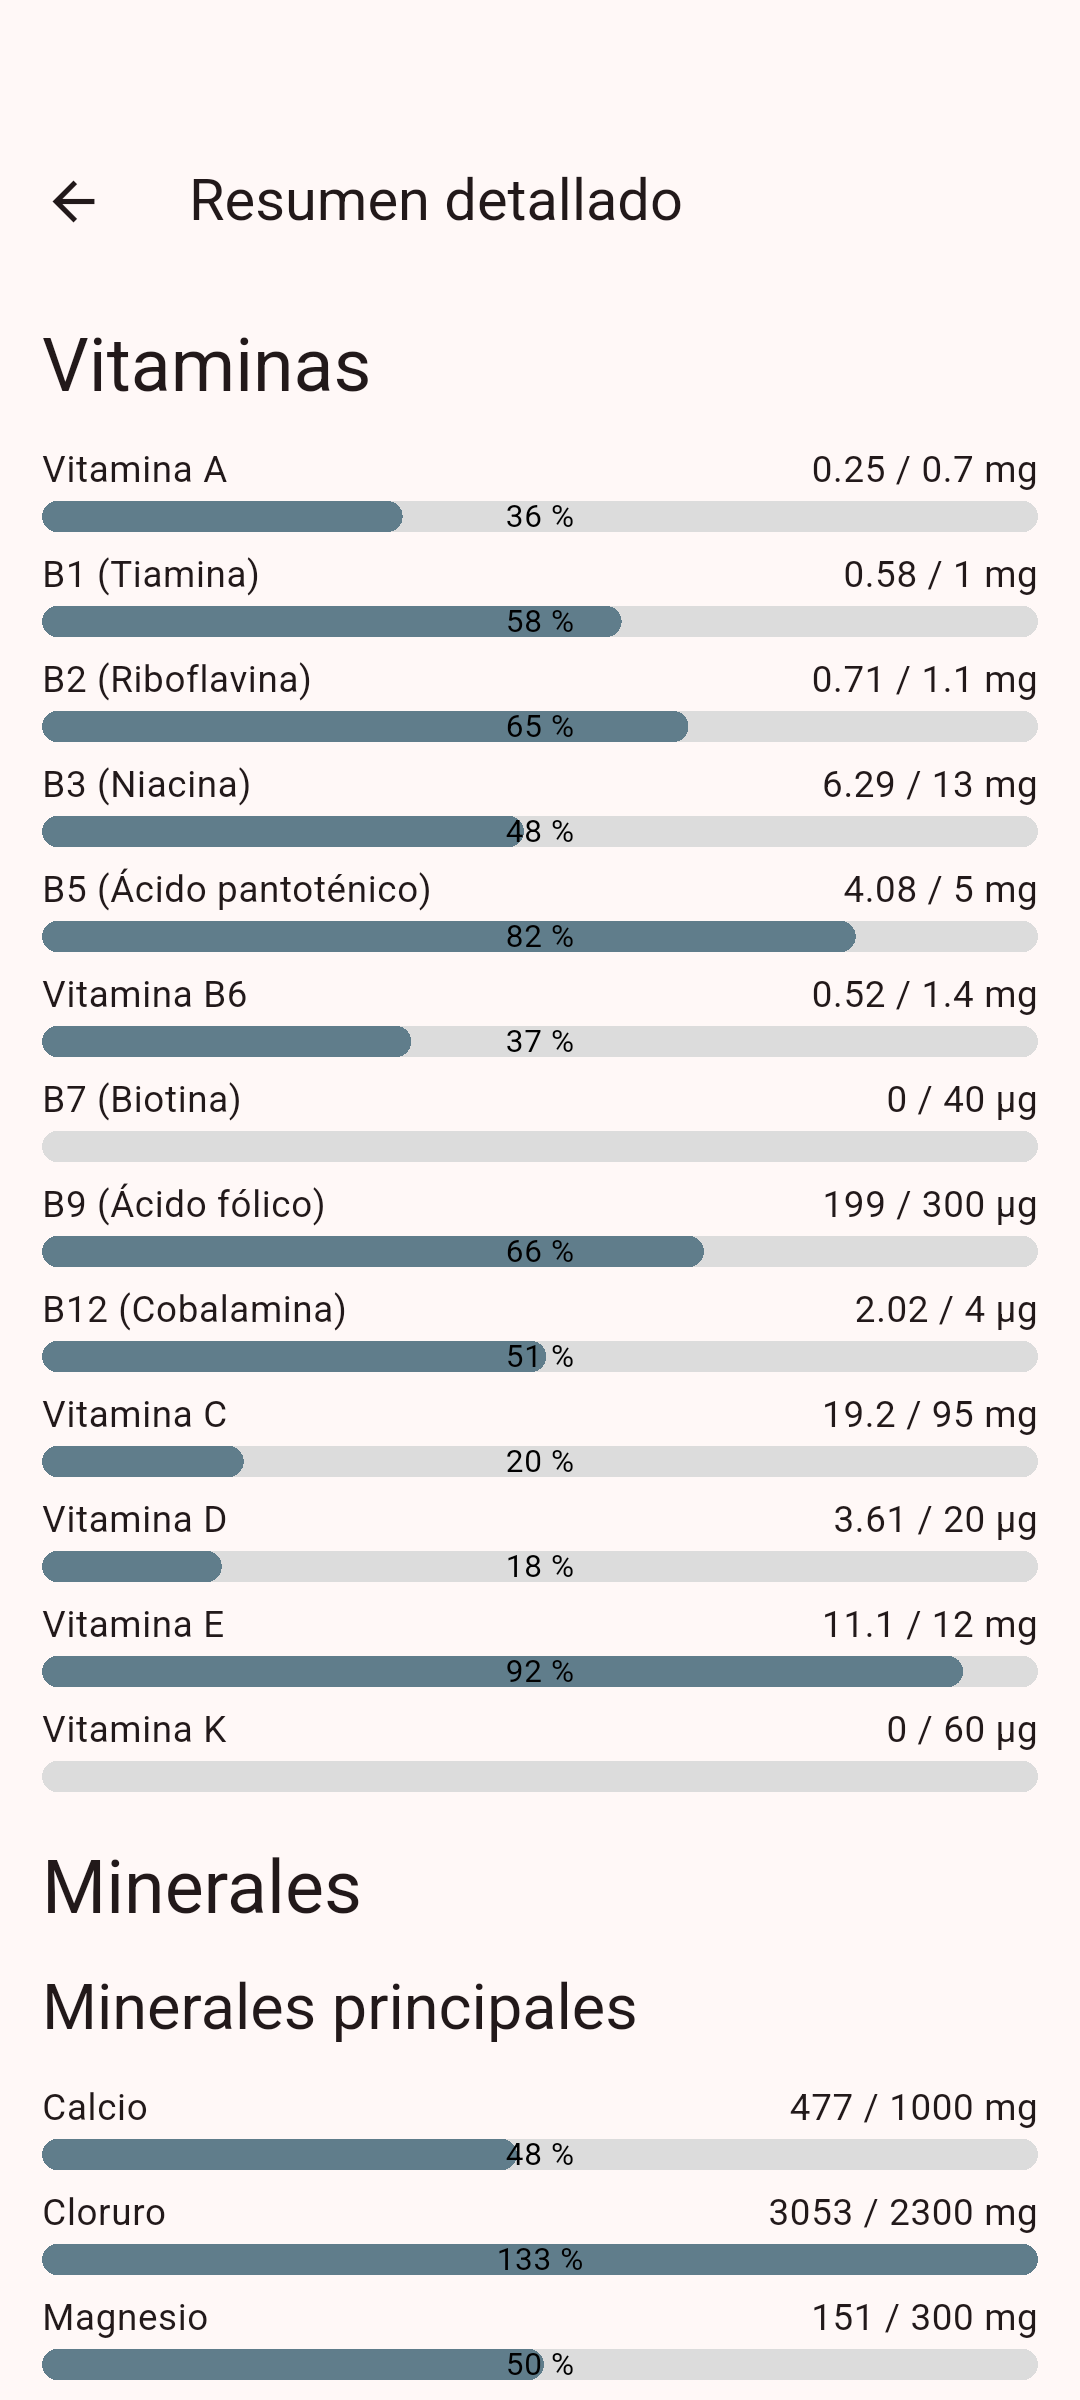 Resumen detallado
Vitaminas
Vitamina A 0.25 / 0.7 mg
36 %
B1 (Tiamina) 0.58 / 1 mg
58 %
B2 (Riboflavina) 0.71 / 1.1 mg
65 %
B3 (Niacina) 6.29 / 13 mg
48 %
B5 (Ácido pantoténico) 4.08 / 5 mg
82 %
Vitamina B6 0.52 / 1.4 mg
37 %
B7 (Biotina) 0 / 40 µg
B9 (Ácido fólico) 199 / 300 µg
66 %
B12 (Cobalamina) 2.02 / 4 µg
51 %
Vitamina C 19.2 / 95 mg
20 %
Vitamina D 3.61 / 20 µg
18 %
Vitamina E 11.1 / 12 mg
92 %
Vitamina K 0 / 60 µg
Minerales
Minerales principales
Calcio 477 / 1000 mg
48 %
Cloruro 3053 / 2300 mg
133 %
Magnesio 151 / 300 mg
50 %